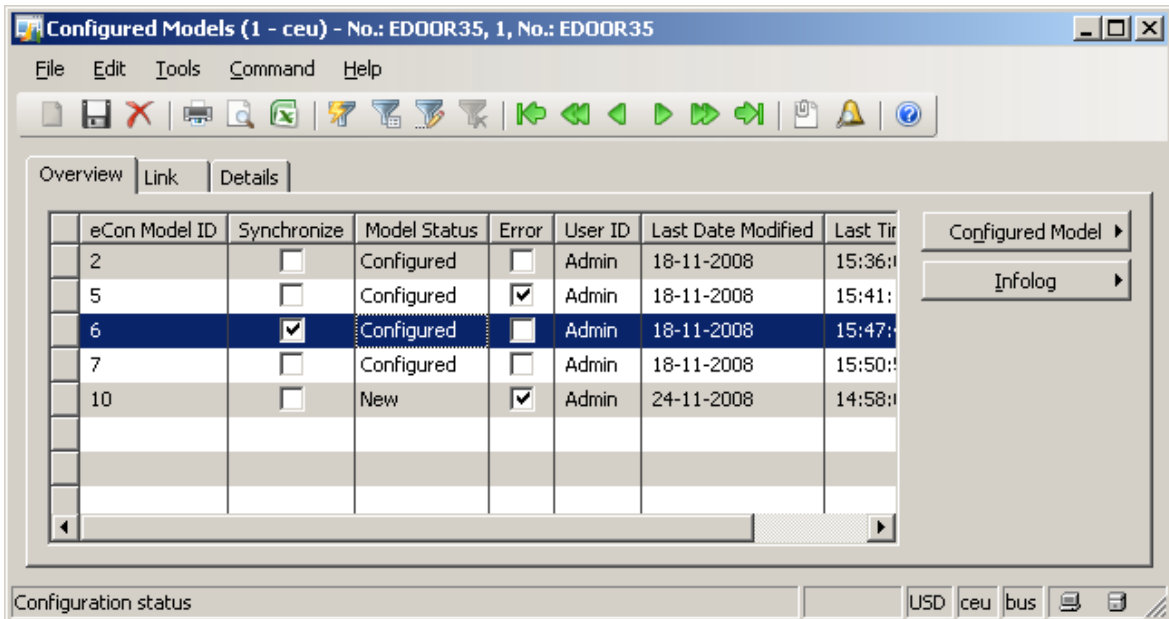 Configured Models (1 - ceu) - No.: EDOOR35, 1, No.: EDOOR35
File Edit Tools Command Help
Overview Link Details
eCon Model ID Synchronize Model Status Error User ID Last Date Modified Last Tir
2 Configured Admin 18-11-2008 15:36:
5 Configured Admin 18-11-2008 15:41:
6 Configured Admin 18-11-2008 15:47:
7 Configured Admin 18-11-2008 15:50:
10 New Admin 24-11-2008 14:58:
Configured Model
Infolog
Configuration status USD ceu bus